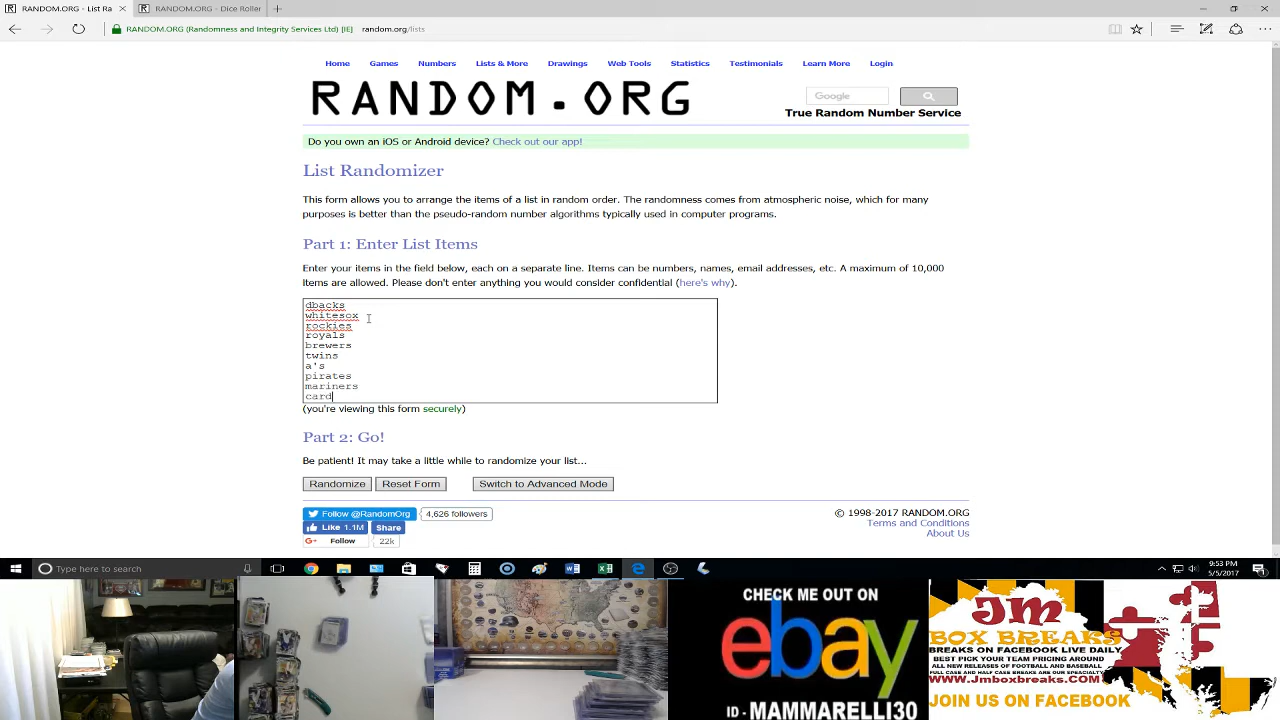 RANDOM.ORG - List Ra
RANDOM.ORG - Dice Roller
RANDOM.ORG (Randomness and Integrity Services Ltd) [IE] random.org/lists
Home Games Numbers Lists & More Drawings Web Tools Statistics Testimonials Learn More Login
RANDOM.ORG
Google
True Random Number Service
Do you own an iOS or Android device? Check out our app!
List Randomizer
This form allows you to arrange the items of a list in random order. The randomness comes from atmospheric noise, which for many
purposes is better than the pseudo-random number algorithms typically used in computer programs.
Part 1: Enter List Items
Enter your items in the field below, each on a separate line. Items can be numbers, names, email addresses, etc. A maximum of 10,000
items are allowed. Please don't enter anything you would consider confidential (here's why).
dbacks
whitesox
rockies
royals
brewers
twins
a's
pirates
mariners
card
(you're viewing this form securely)
Part 2: Go!
Be patient! It may take a little while to randomize your list...
Randomize Reset Form Switch to Advanced Mode
Follow @RandomOrg 4,626 followers
Like 1.1M Share
Follow 22k
© 1998-2017 RANDOM.ORG
Terms and Conditions
About Us
Type here to search
9:53 PM
5/5/2017
CHECK ME OUT ON
ebay
ID - MAMMARELLI30
JM
BOX BREAKS
BREAKS ON FACEBOOK LIVE DAILY
BEST PICK YOUR TEAM PRICING AROUND
ALL NEW RELEASES OF FOOTBALL AND BASEBALL
FULL CASE AND HALF CASE BREAKS ARE OUR SPECIALTY
WWW.Jmboxbreaks.COM
JOIN US ON FACEBOOK